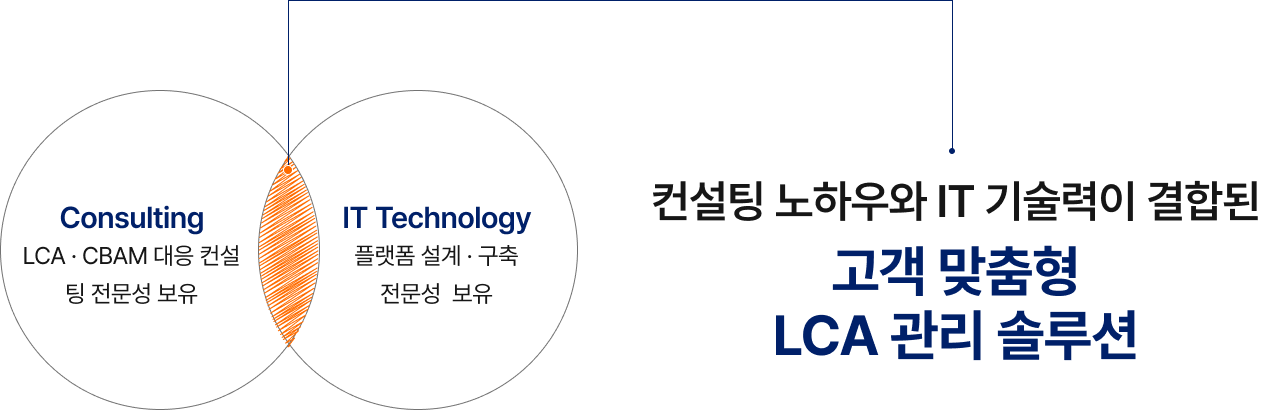 Consulting
LCA · CBAM 대응 컨설
팅 전문성 보유
IT Technology
플랫폼 설계 · 구축
전문성 보유
컨설팅 노하우와 IT 기술력이 결합된
고객 맞춤형
LCA 관리 솔루션